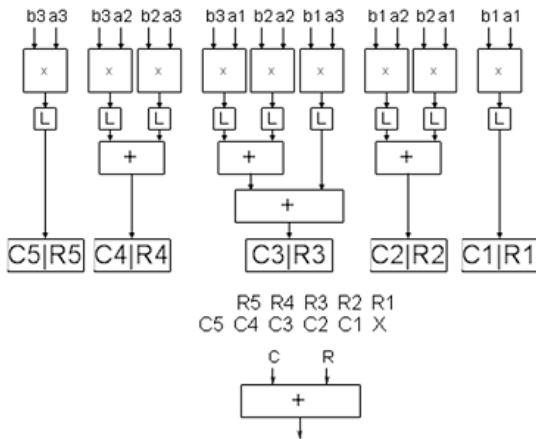 b3 a3 b3 a2 b2 a3 b3 a1 b2 a2 b1 a3 b1 a2 b2 a1 b1 a1
x x x x x x x x x
L L L L L L L L L
+ + +
+
C5|R5 C4|R4 C3|R3 C2|R2 C1|R1
R5 R4 R3 R2 R1
C5 C4 C3 C2 C1 X
C R
+